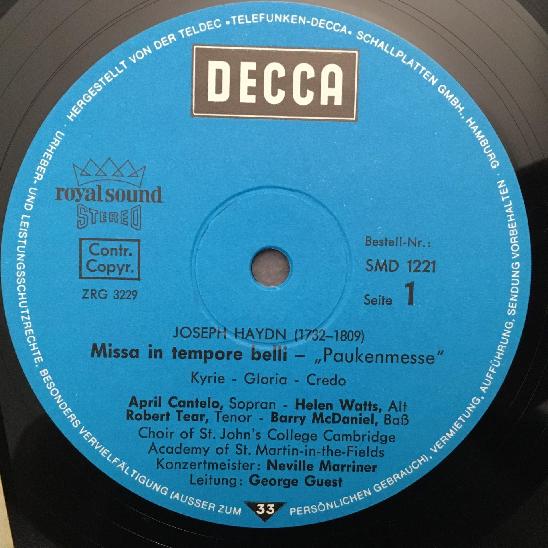 URHEBER- UND LEISTUNGSSCHUTZRECHTE, BESONDERS VERVIELFÄLTIGUNG (AUSSER ZUM PERSÖNLICHEN GEBRAUCH), VERMIETUNG, AUFFÜHRUNG, SENDUNG VORBEHALTEN · HERGESTELLT VON DER TELDEC »TELEFUNKEN-DECCA« SCHALLPLATTEN GMBH, HAMBURG ·
DECCA
royal sound
STEREO
Contr.
Copyr.
ZRG 3229
Bestell-Nr.:
SMD 1221
Seite 1
JOSEPH HAYDN (1732–1809)
Missa in tempore belli – „Paukenmesse“
Kyrie - Gloria - Credo
April Cantelo, Sopran - Helen Watts, Alt
Robert Tear, Tenor - Barry McDaniel, Baß
Choir of St. John's College Cambridge
Academy of St. Martin-in-the-Fields
Konzertmeister: Neville Marriner
Leitung: George Guest
33